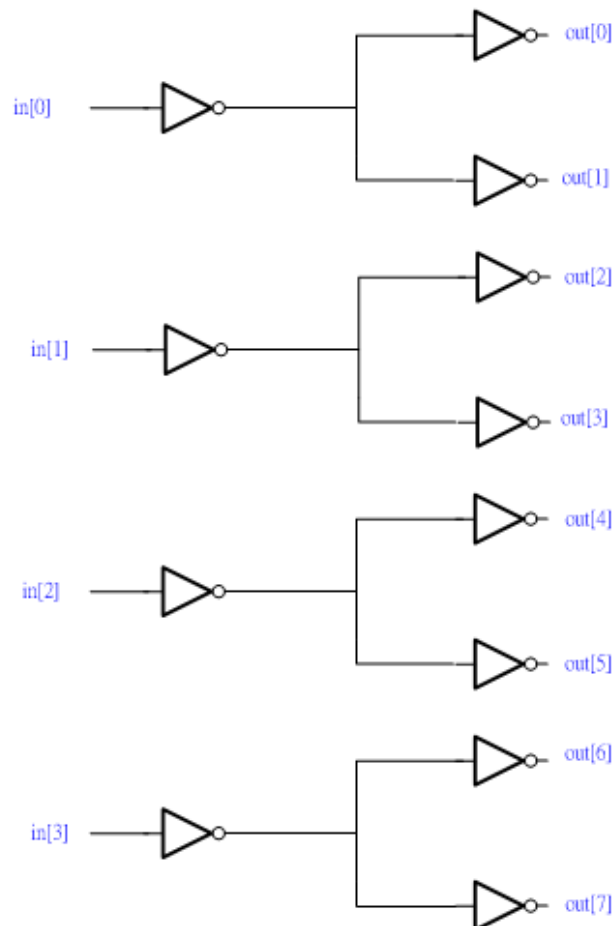 out[0]
in[0]
out[1]
out[2]
in[1]
out[3]
out[4]
in[2]
out[5]
out[6]
in[3]
out[7]